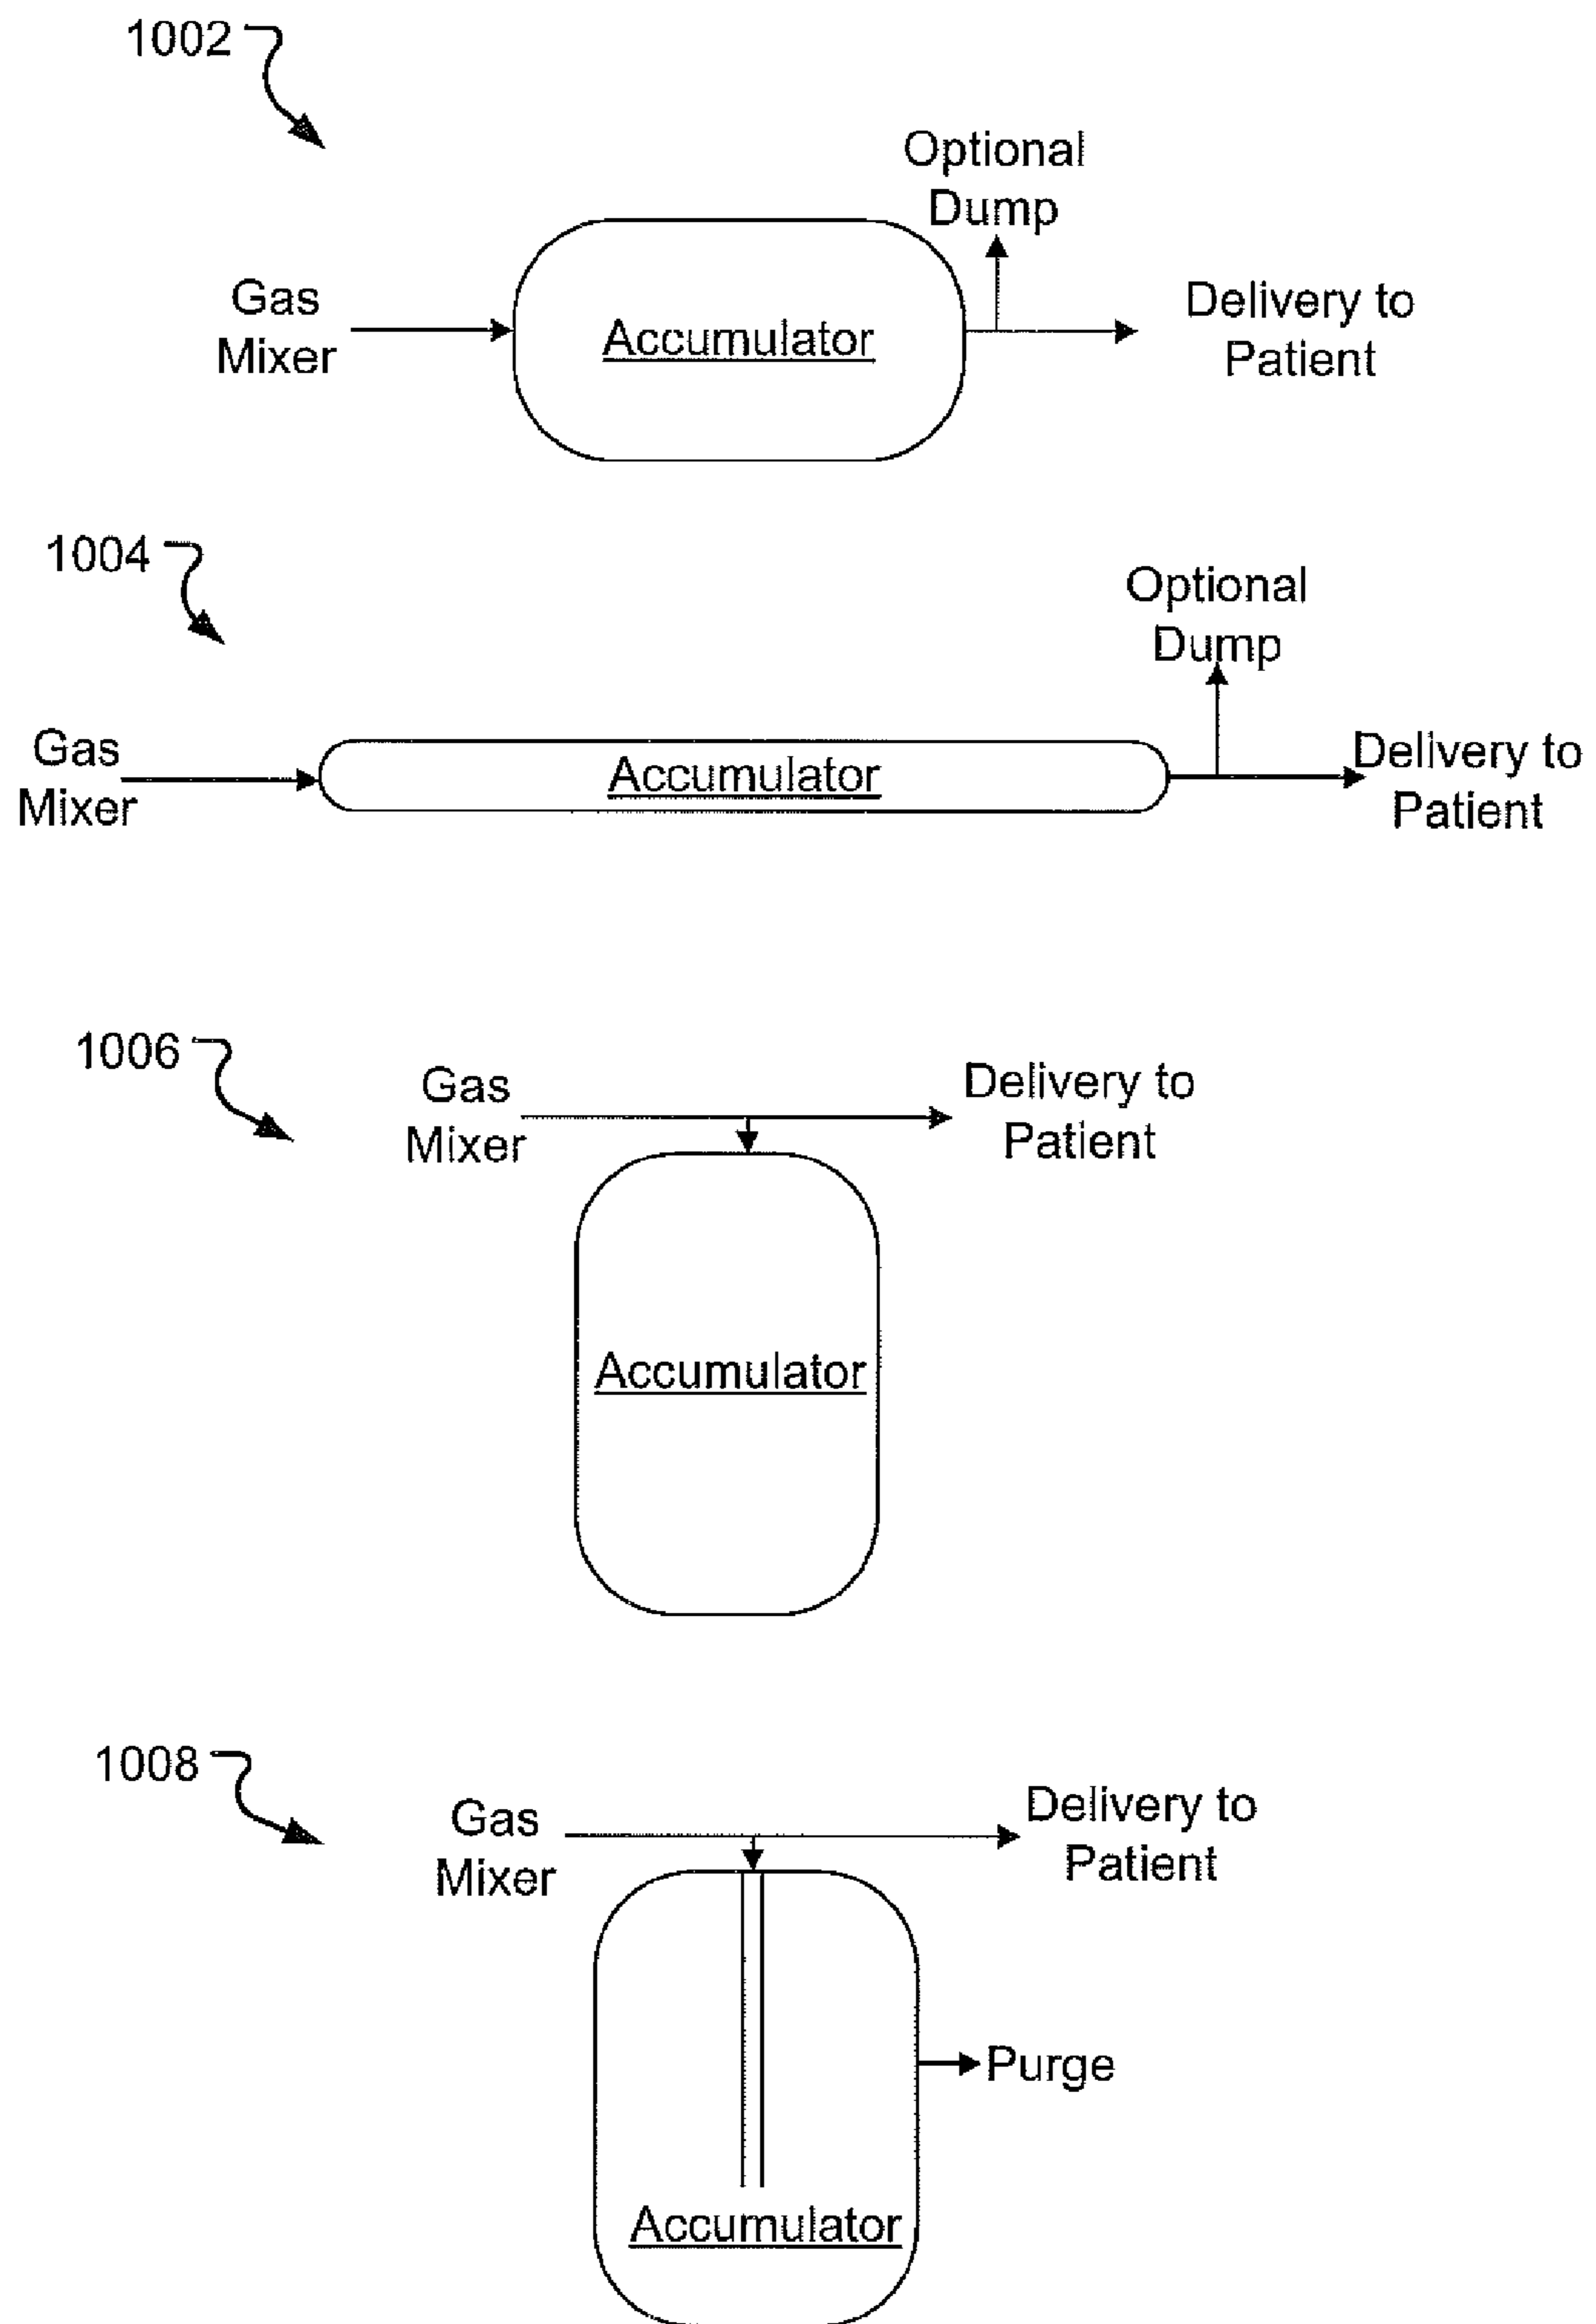 1002
Optional
Dump
Gas
Mixer
Accumulator
Delivery to
Patient
1004
Optional
Dump
Gas
Mixer
Accumulator
Delivery to
Patient
1006
Gas
Mixer
Delivery to
Patient
Accumulator
1008
Gas
Mixer
Delivery to
Patient
Purge
Accumulator